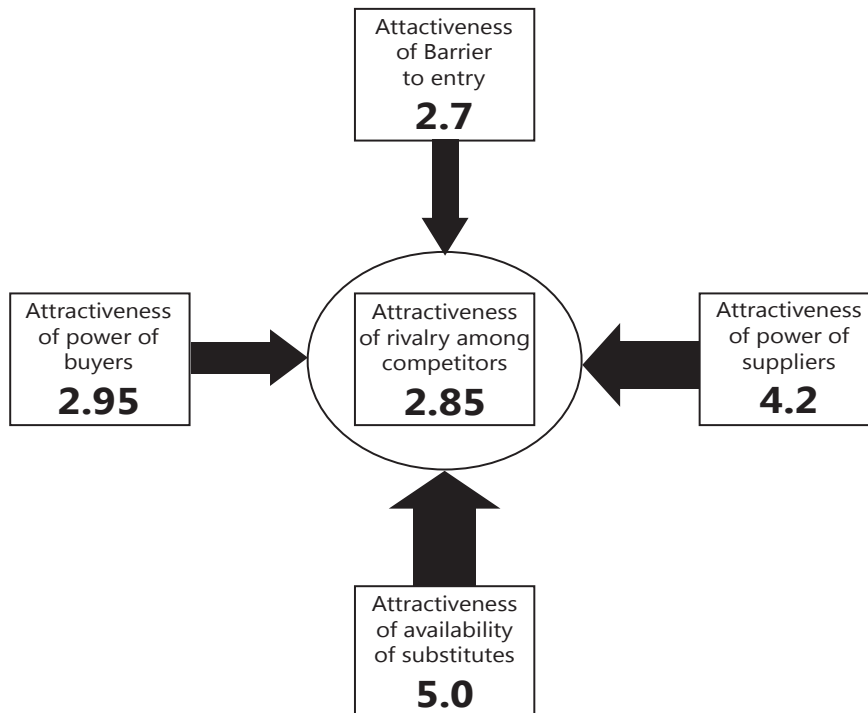 Attactiveness
of Barrier
to entry
2.7
Attractiveness
of power of
buyers
2.95
Attractiveness
of rivalry among
competitors
2.85
Attractiveness
of power of
suppliers
4.2
Attractiveness
of availability
of substitutes
5.0